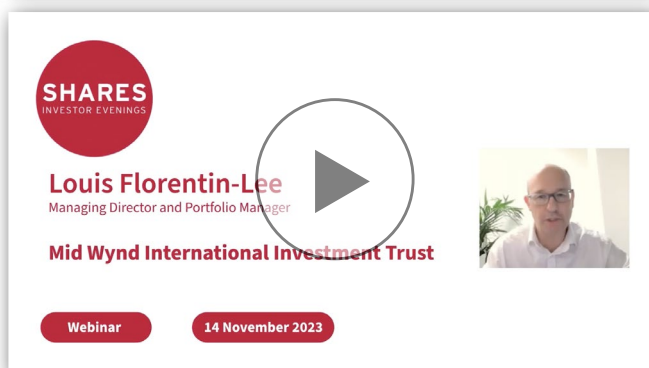 SHARES
INVESTOR EVENINGS
Louis Florentin-Lee
Managing Director and Portfolio Manager
Mid Wynd International Investment Trust
Webinar
14 November 2023